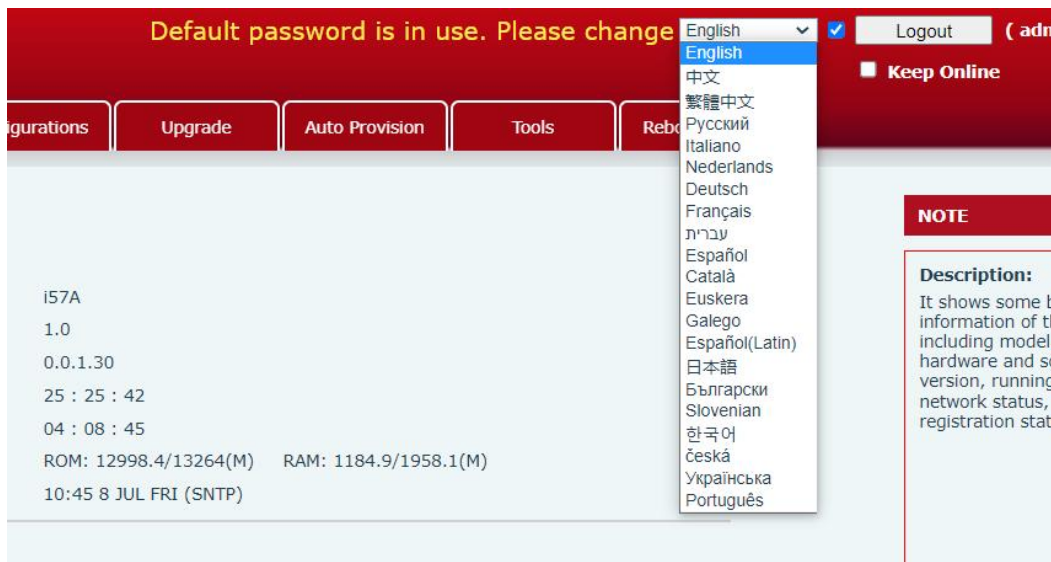 Default password is in use. Please change
English
Logout
( adm
Keep Online
igurations
Upgrade
Auto Provision
Tools
Rebo
English
中文
繁體中文
Русский
Italiano
Nederlands
Deutsch
Français
עברית
Español
Català
Euskera
Galego
Español(Latin)
日本語
Български
Slovenian
한국어
česká
Українська
Português
i57A
1.0
0.0.1.30
25 : 25 : 42
04 : 08 : 45
ROM: 12998.4/13264(M) RAM: 1184.9/1958.1(M)
10:45 8 JUL FRI (SNTP)
NOTE
Description:
It shows some b
information of th
including model
hardware and so
version, running
network status,
registration stat